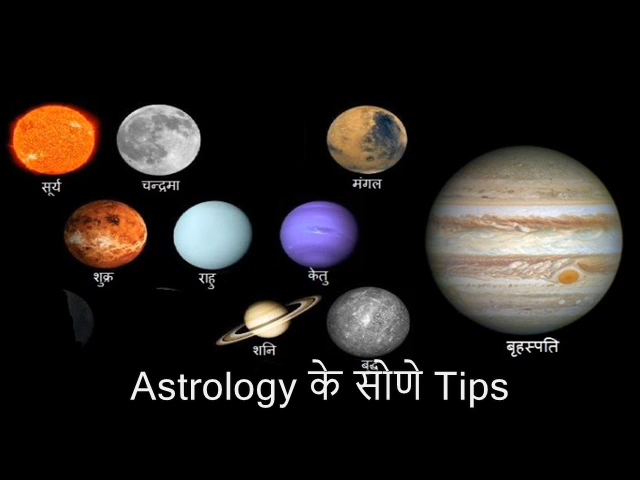 सूर्य
चन्द्रमा
मंगल
शुक्र
राहु
केतु
शनि
बृहस्पति
Astrology के सोणे Tips